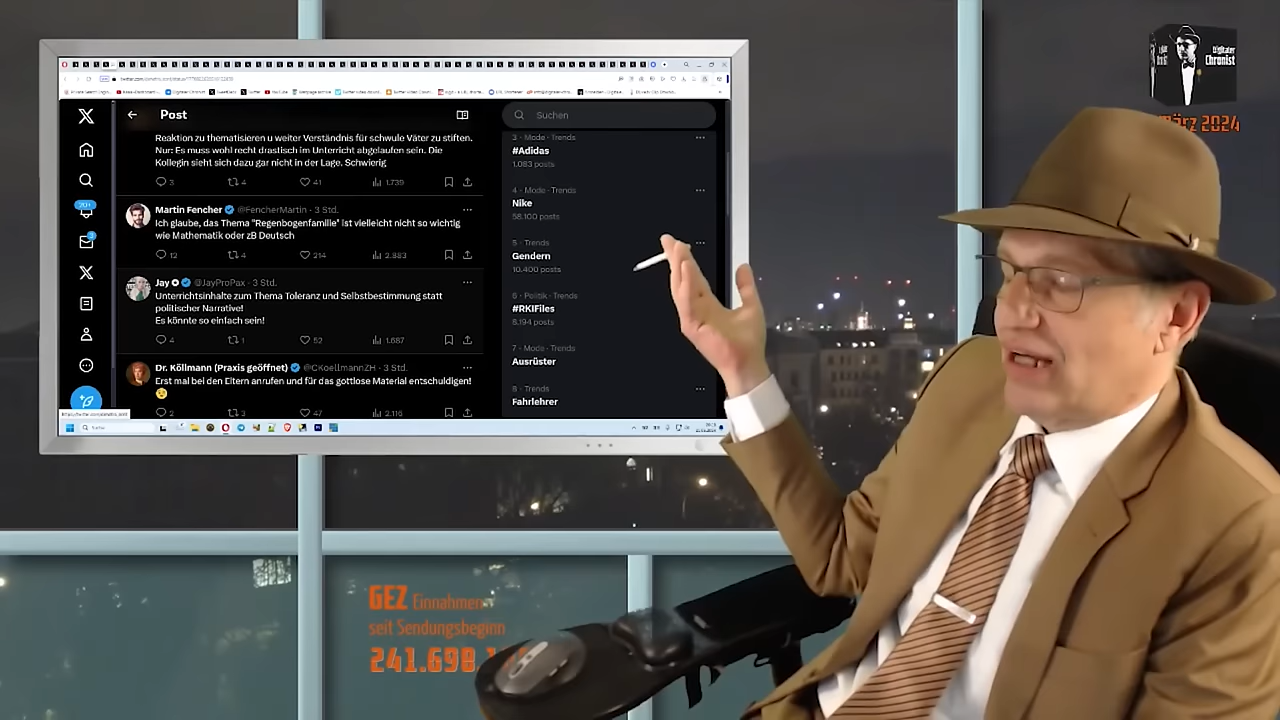 Post
Suchen
Reaktion zu thematisieren u weiter Verständnis für schwule Väter zu stiften.
Nur: Es muss wohl recht drastisch im Unterricht abgelaufen sein. Die
Kollegin sieht sich dazu gar nicht in der Lage. Schwierig
3 4 41 1.739
Martin Fencher @FencherMartin · 3 Std.
Ich glaube, das Thema "Regenbogenfamilie" ist vielleicht nicht so wichtig
wie Mathematik oder zB Deutsch
12 4 214 2.883
Jay @JayProPax · 3 Std.
Unterrichtsinhalte zum Thema Toleranz und Selbstbestimmung statt
politischer Narrative!
Es könnte so einfach sein!
4 1 52 1.687
Dr. Köllmann (Praxis geöffnet) @CKoellmannZH · 3 Std.
Erst mal bei den Eltern anrufen und für das gottlose Material entschuldigen!
2 3 47 2.116
20+
3 · Mode · Trends
#Adidas
1.083 posts
4 · Mode · Trends
Nike
58.100 posts
5 · Trends
Gendern
10.400 posts
6 · Politik · Trends
#RKIFiles
8.194 posts
7 · Mode · Trends
Ausrüster
8 · Trends
Fahrlehrer
Suche
Digitaler
Chronist
März 2024
GEZ Einnahmen
seit Sendungsbeginn
241.698